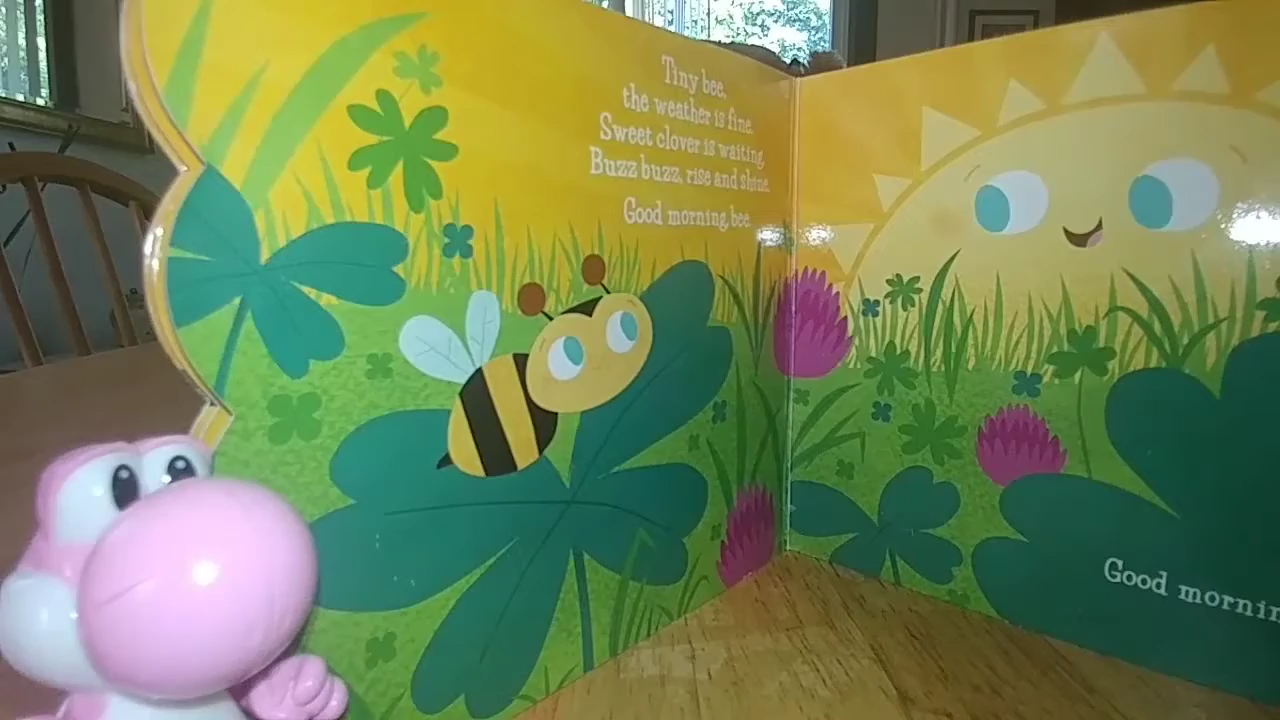 Tiny bee,
the weather is fine.
Sweet clover is waiting.
Buzz buzz, rise and shine.
Good morning, bee.
Good